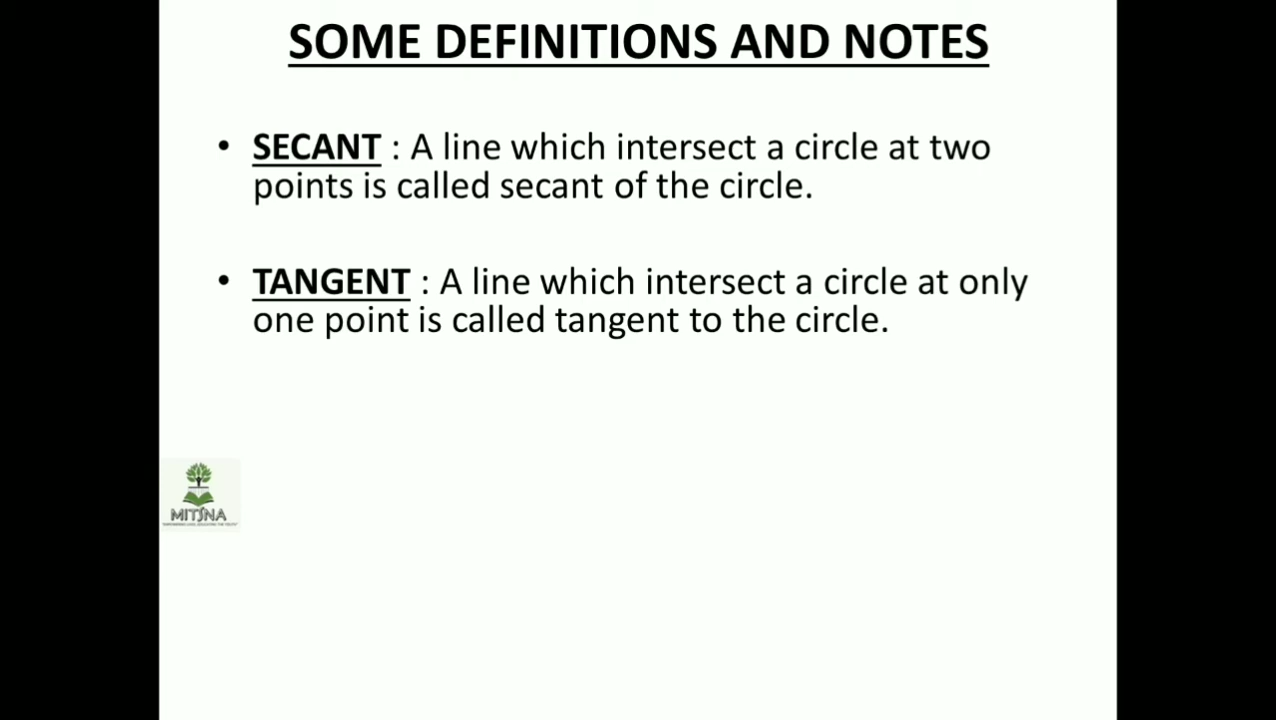 SOME DEFINITIONS AND NOTES
• SECANT : A line which intersect a circle at two
points is called secant of the circle.
• TANGENT : A line which intersect a circle at only
one point is called tangent to the circle.
MITJNA